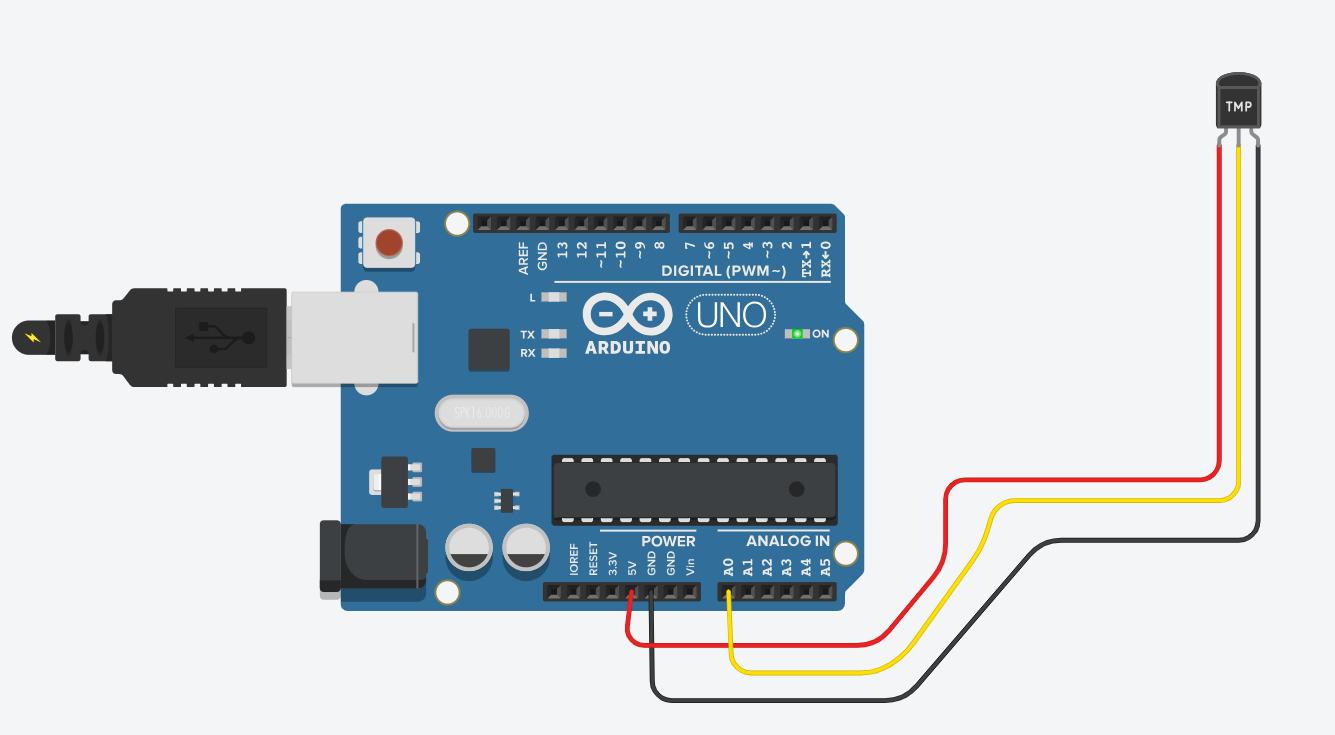 TMP
AREF
GND
13
12
~11
~10
~9
8
7
~6
~5
4
~3
2
TX→1
RX←0
DIGITAL (PWM~)
L
TX
RX
ARDUINO
UNO
ON
SPK16.000G
POWER
ANALOG IN
IOREF
RESET
3.3V
5V
GND
GND
Vin
A0
A1
A2
A3
A4
A5